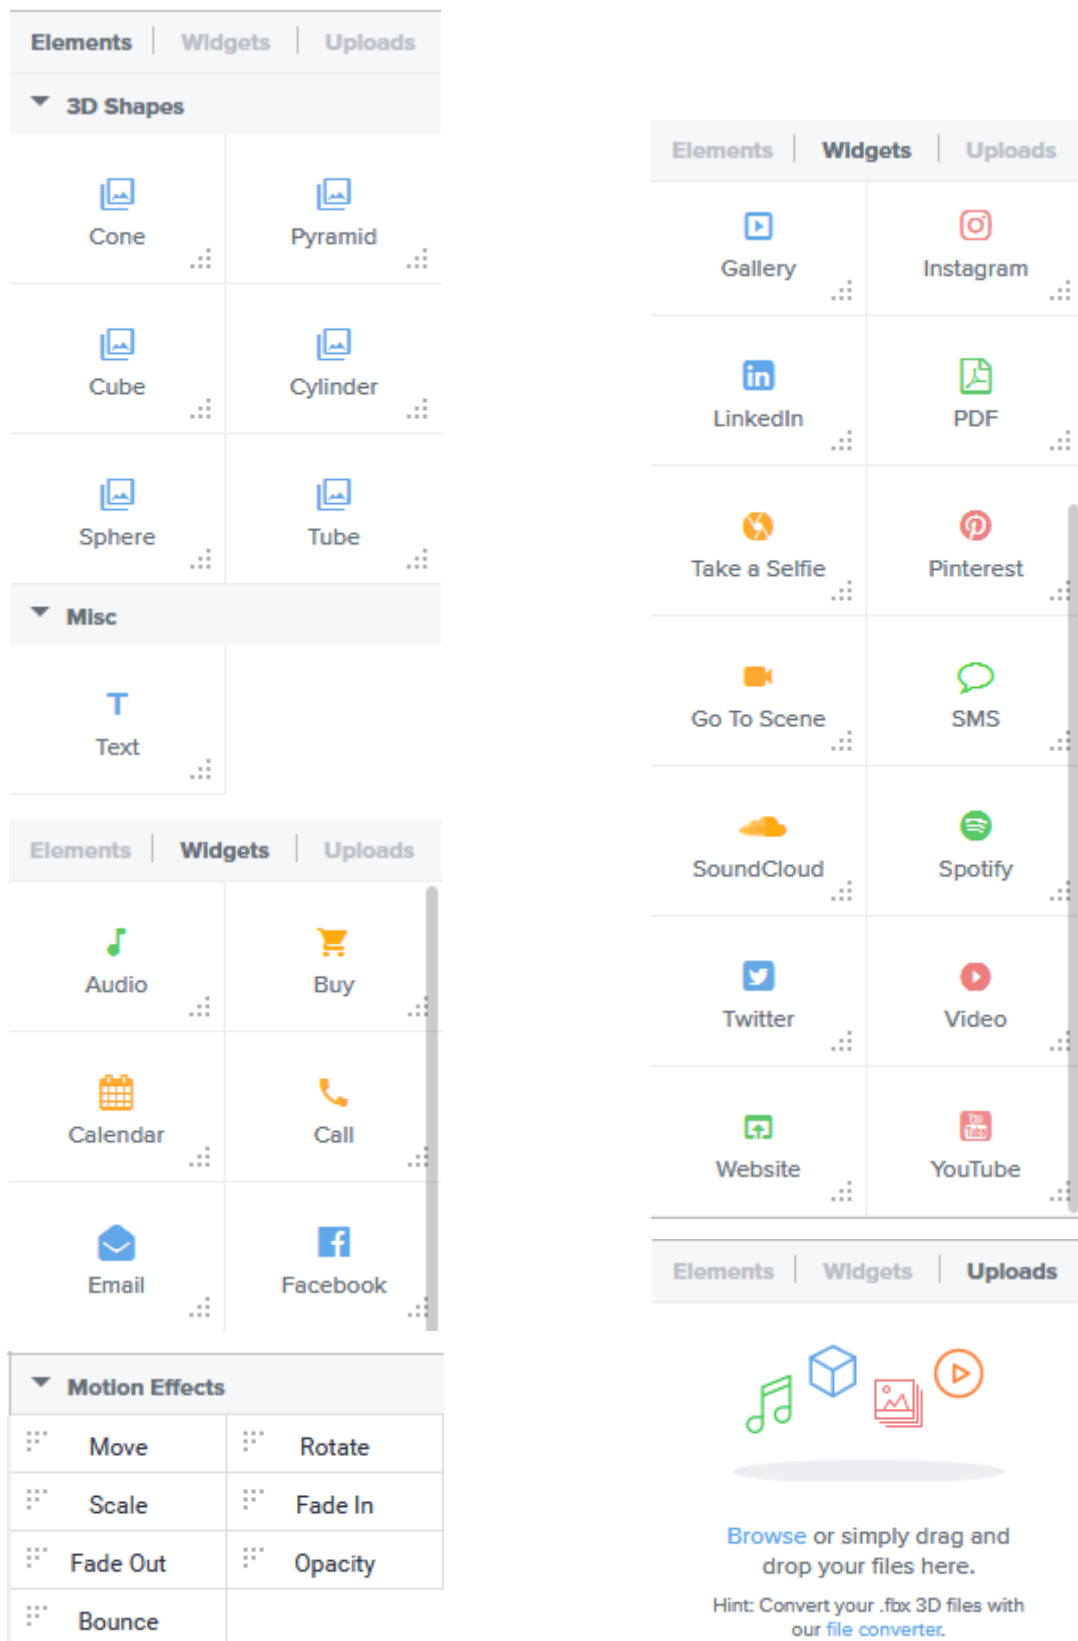 Elements | Widgets | Uploads
3D Shapes
Cone Pyramid
Cube Cylinder
Sphere Tube
Misc
T
Text
Elements | Widgets | Uploads
Audio Buy
Calendar Call
Email Facebook
Motion Effects
Move Rotate
Scale Fade In
Fade Out Opacity
Bounce
Elements | Widgets | Uploads
Gallery Instagram
in
LinkedIn PDF
Take a Selfie Pinterest
Go To Scene SMS
SoundCloud Spotify
Twitter Video
You
Tube
Website YouTube
Elements | Widgets | Uploads
Browse or simply drag and
drop your files here.
Hint: Convert your .fbx 3D files with
our file converter.